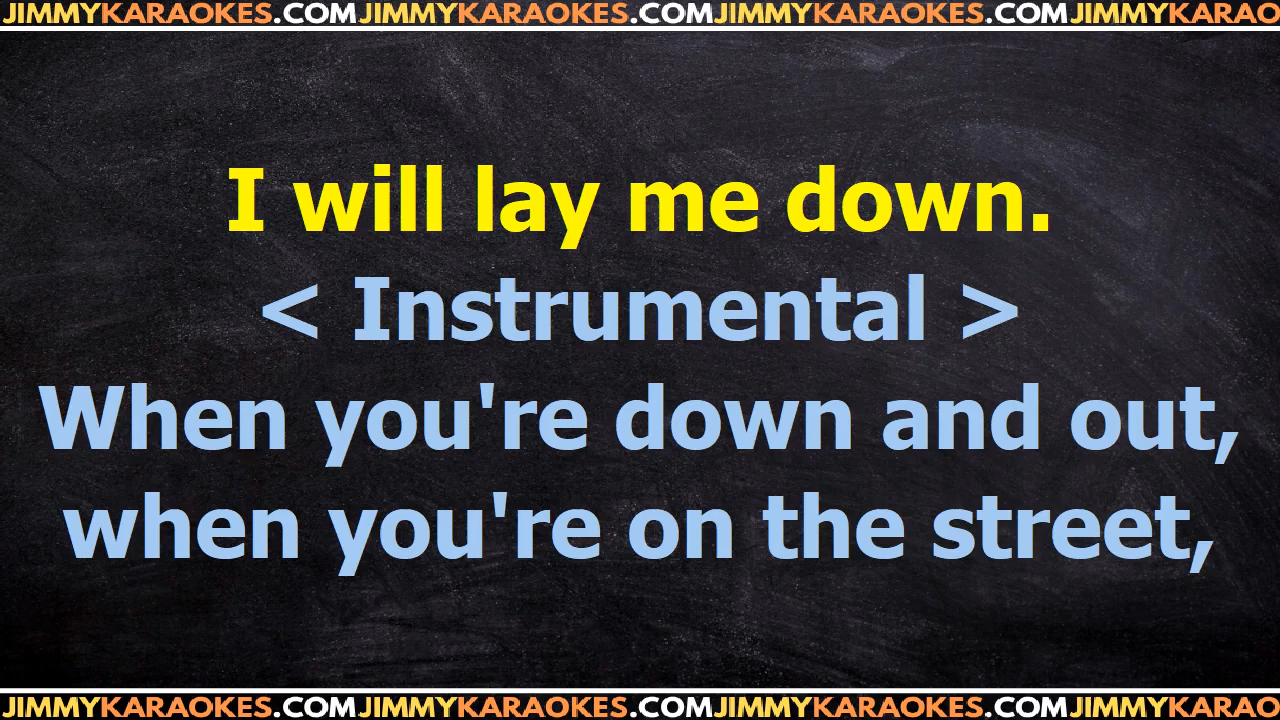 JIMMYKARAOKES.COMJIMMYKARAOKES.COMJIMMYKARAOKES.COMJIMMYKARAO
I will lay me down.
< Instrumental >
When you're down and out,
when you're on the street,
JIMMYKARAOKES.COMJIMMYKARAOKES.COMJIMMYKARAOKES.COMJIMMYKARAO